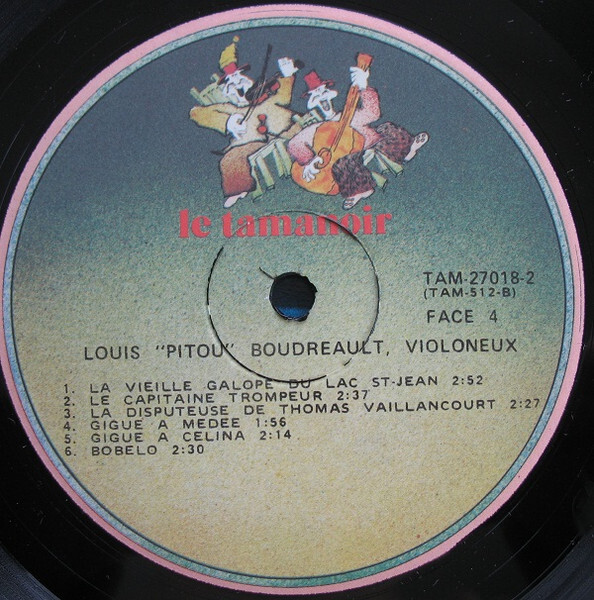 le tamanoir
TAM-27018-2
(TAM-512-B)
FACE 4
LOUIS "PITOU" BOUDREAULT, VIOLONEUX
1. LA VIEILLE GALOPE DU LAC ST-JEAN 2:52
2. LE CAPITAINE TROMPEUR 2:37
3. LA DISPUTEUSE DE THOMAS VAILLANCOURT 2:27
4. GIGUE A MEDEE 1:56
5. GIGUE A CELINA 2:14
6. BOBELO 2:30